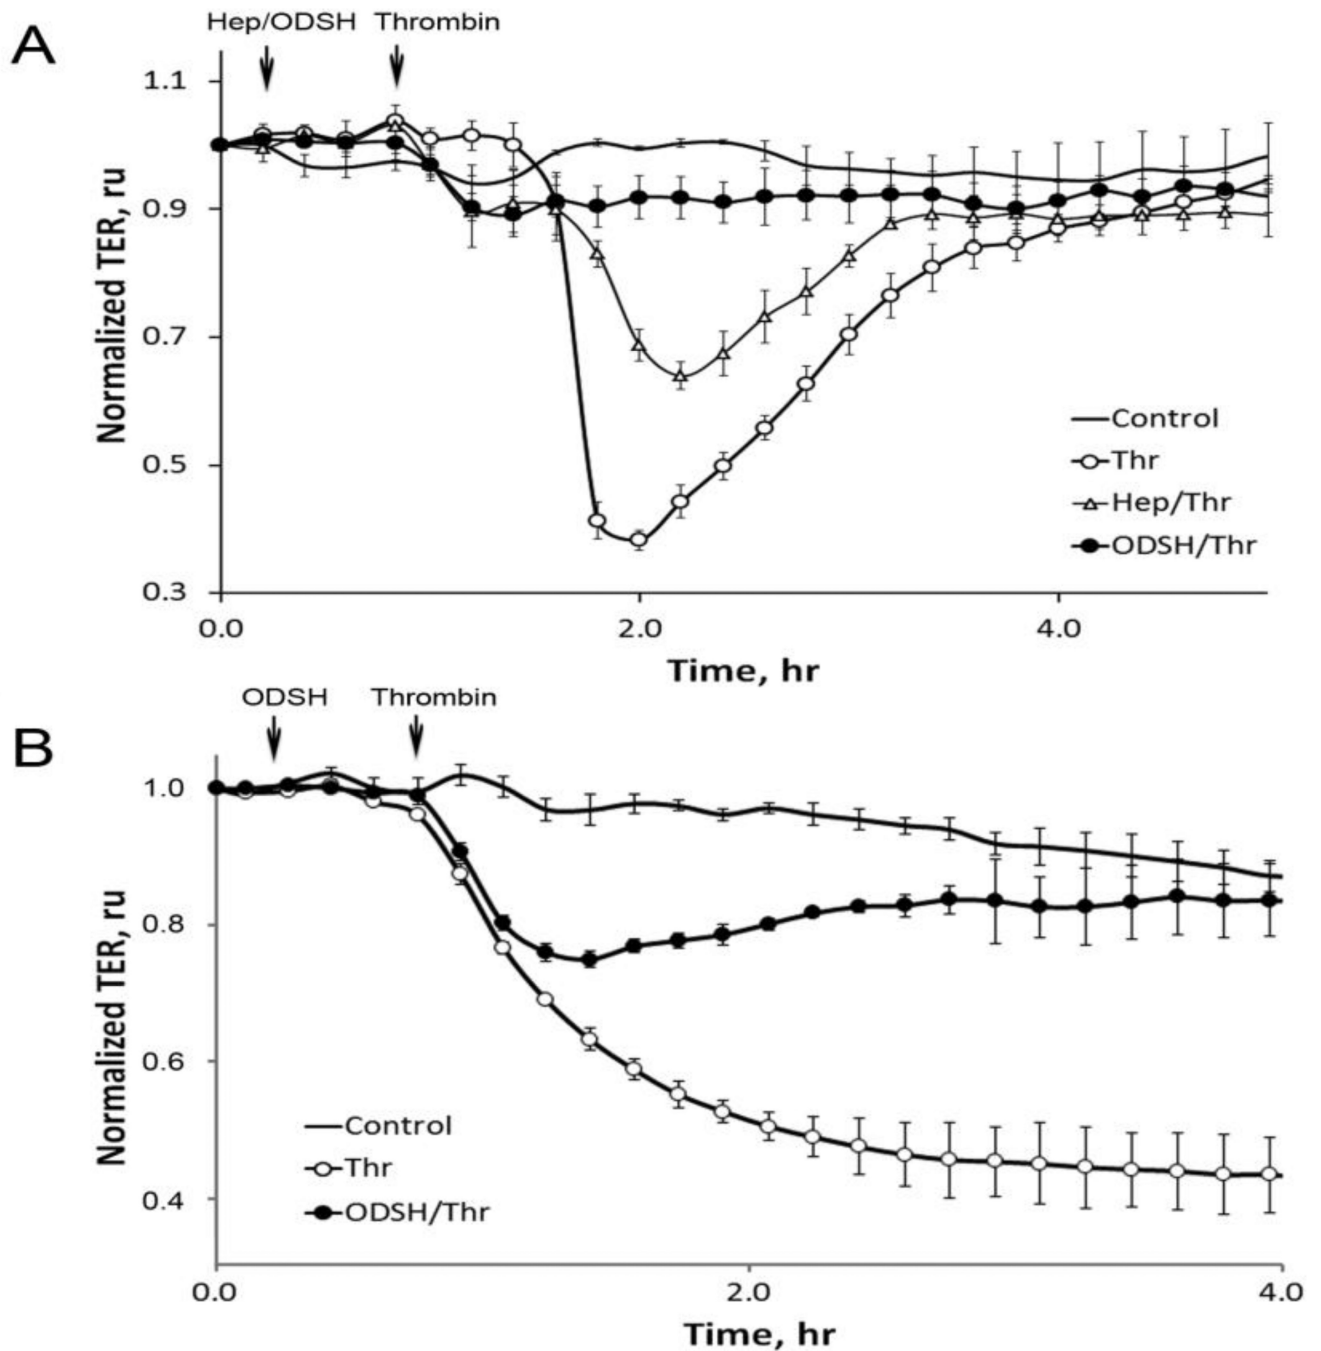 A
Hep/ODSH Thrombin
1.1
0.9
0.7
0.5
0.3
Normalized TER, ru
Control
Thr
Hep/Thr
ODSH/Thr
0.0 2.0 4.0
Time, hr
B
ODSH Thrombin
1.0
0.8
0.6
0.4
Normalized TER, ru
Control
Thr
ODSH/Thr
0.0 2.0 4.0
Time, hr